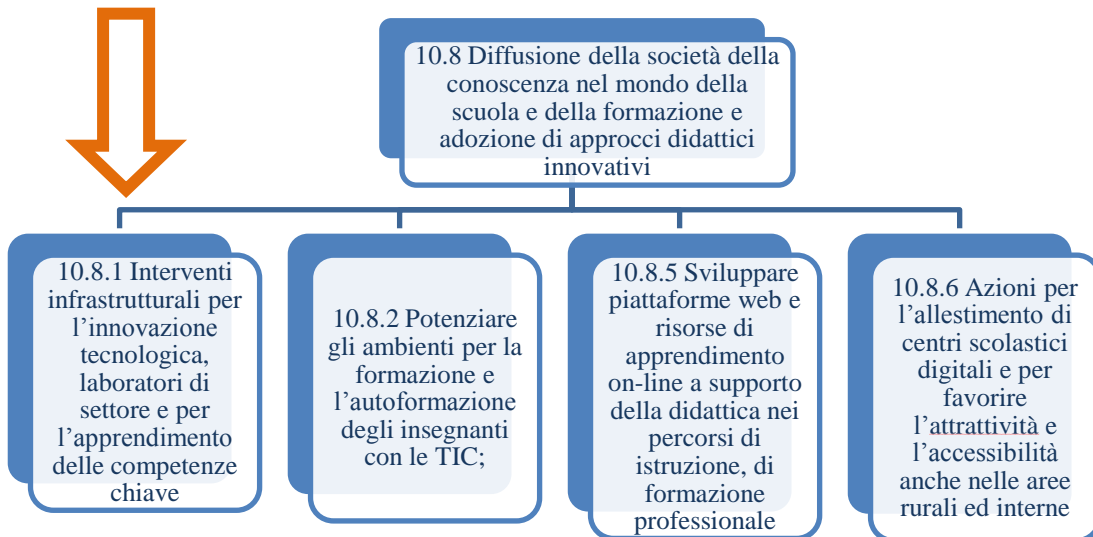 10.8 Diffusione della società della
conoscenza nel mondo della
scuola e della formazione e
adozione di approcci didattici
innovativi
10.8.1 Interventi
infrastrutturali per
l’innovazione
tecnologica,
laboratori di
settore e per
l’apprendimento
delle competenze
chiave
10.8.2 Potenziare
gli ambienti per la
formazione e
l’autoformazione
degli insegnanti
con le TIC;
10.8.5 Sviluppare
piattaforme web e
risorse di
apprendimento
on-line a supporto
della didattica nei
percorsi di
istruzione, di
formazione
professionale
10.8.6 Azioni per
l’allestimento di
centri scolastici
digitali e per
favorire
l’attrattività e
l’accessibilità
anche nelle aree
rurali ed interne